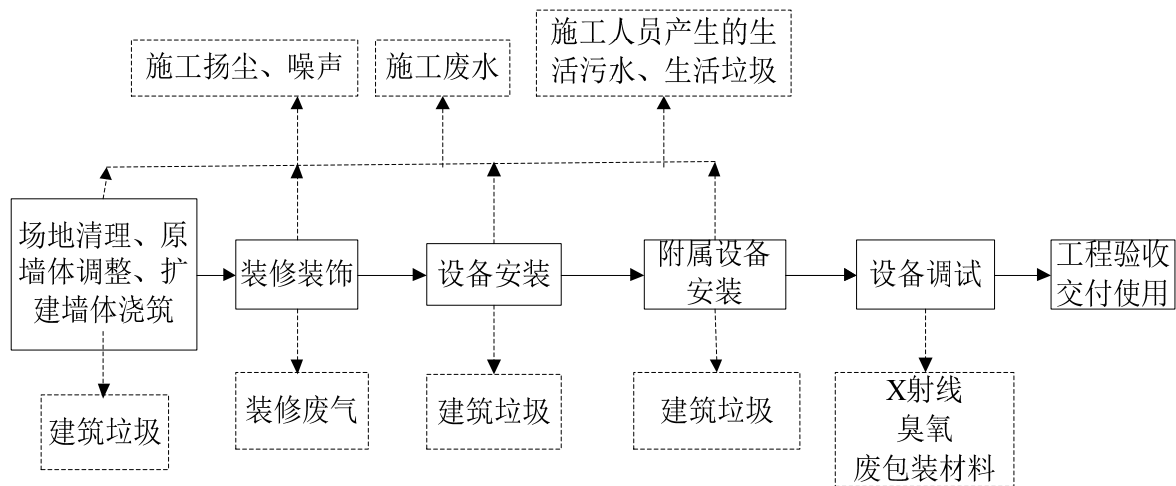 施工扬尘、噪声
施工废水
施工人员产生的生
活污水、生活垃圾
场地清理、原
墙体调整、扩
建墙体浇筑
装修装饰
设备安装
附属设备
安装
设备调试
工程验收
交付使用
建筑垃圾
装修废气
建筑垃圾
建筑垃圾
X射线
臭氧
废包装材料